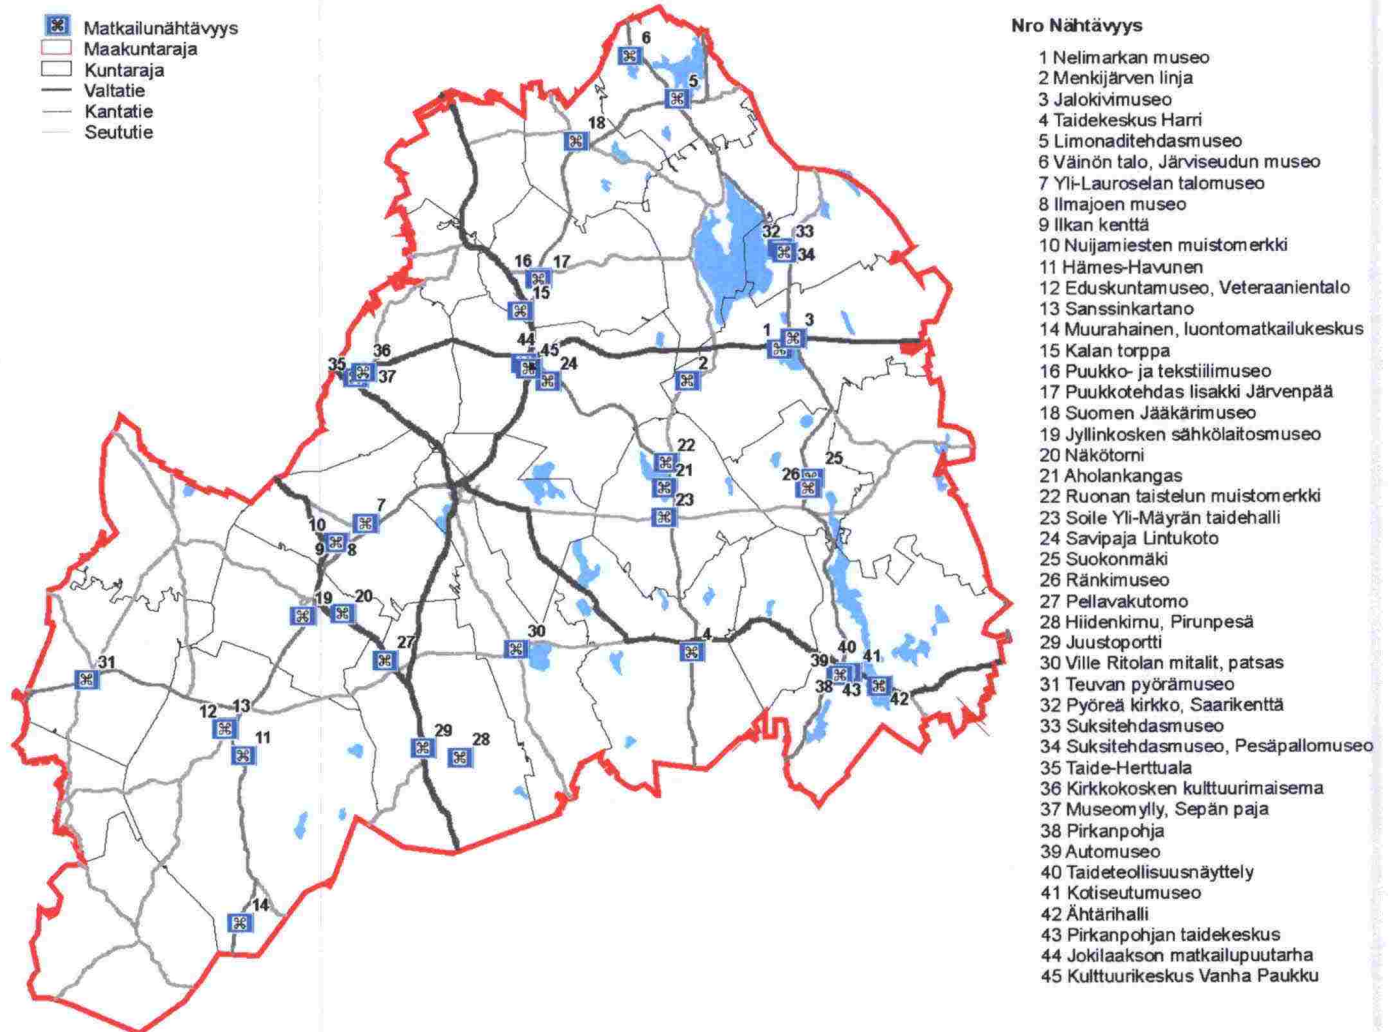 Matkailunähtävyys
Maakuntaraja
Kuntaraja
Valtatie
Kantatie
Seututie
Nro Nähtävyys
1 Nelimarkan museo
2 Menkijärven linja
3 Jalokivimuseo
4 Taidekeskus Harri
5 Limonaditehdasmuseo
6 Väinön talo, Järviseudun museo
7 Yli-Lauroselan talomuseo
8 Ilmajoen museo
9 Ilkan kenttä
10 Nuijamiesten muistomerkki
11 Hämes-Havunen
12 Eduskuntamuseo, Veteraanientalo
13 Sanssinkartano
14 Muurahainen, luontomatkailukeskus
15 Kalan torppa
16 Puukko- ja tekstiilimuseo
17 Puukkotehdas Iisakki Järvenpää
18 Suomen Jääkärimuseo
19 Jyllinkosken sähkölaitosmuseo
20 Näkötorni
21 Aholankangas
22 Ruonan taistelun muistomerkki
23 Soile Yli-Mäyrän taidehalli
24 Savipaja Lintukoto
25 Suokonmäki
26 Ränkimuseo
27 Pellavakutomo
28 Hiidenkirnu, Pirunpesä
29 Juustoportti
30 Ville Ritolan mitalit, patsas
31 Teuvan pyörämuseo
32 Pyöreä kirkko, Saarikenttä
33 Suksitehdasmuseo
34 Suksitehdasmuseo, Pesäpallomuseo
35 Taide-Herttuala
36 Kirkkokosken kulttuurimaisema
37 Museomylly, Sepän paja
38 Pirkanpohja
39 Automuseo
40 Taideteollisuusnäyttely
41 Kotiseutumuseo
42 Ähtärihalli
43 Pirkanpohjan taidekeskus
44 Jokilaakson matkailupuutarha
45 Kulttuurikeskus Vanha Paukku
6
5
18
32 33
34
16 17
15
44
45
24
1 3
2
36
35
37
22
21
23
25
26
10 7
9 8
19 20
27
30
4
40
39 41
38 43 42
31
12 13
11
29 28
14